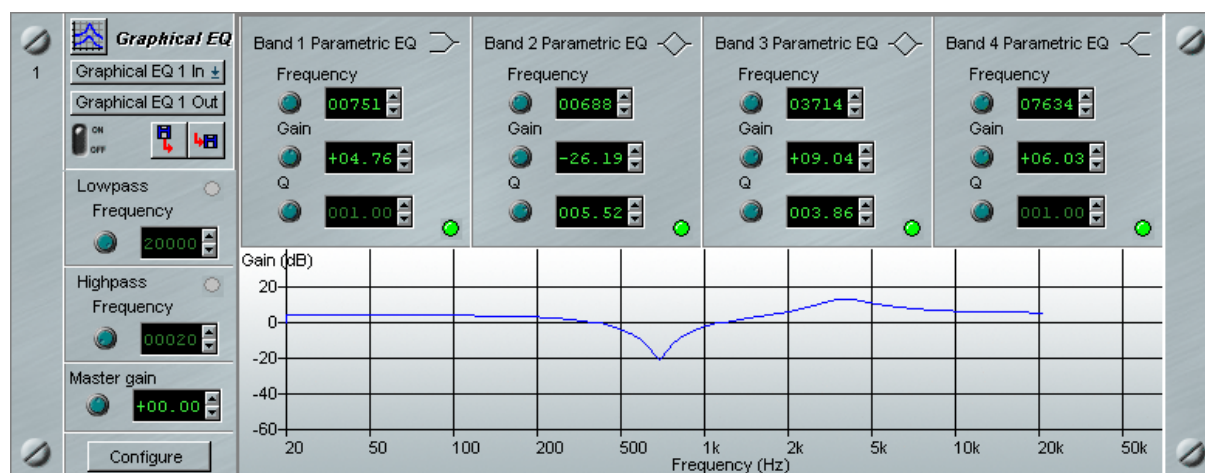 Graphical EQ
1
Graphical EQ 1 In
Graphical EQ 1 Out
ON
OFF
Lowpass
Frequency
20000
Highpass
Frequency
00020
Master gain
+00.00
Configure
Band 1 Parametric EQ
Frequency
00751
Gain
+04.76
Q
001.00
Band 2 Parametric EQ
Frequency
00688
Gain
-26.19
Q
005.52
Band 3 Parametric EQ
Frequency
03714
Gain
+09.04
Q
003.86
Band 4 Parametric EQ
Frequency
07634
Gain
+06.03
Q
001.00
Gain (dB)
20
0
-20
-40
-60
20 50 100 200 500 1k 2k 5k 10k 20k 50k
Frequency (Hz)